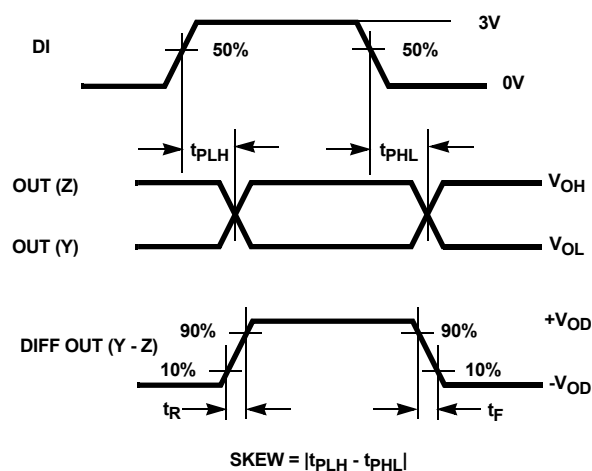 3V
DI
50%
50%
0V
tPLH
tPHL
OUT (Z)
VOH
OUT (Y)
VOL
+VOD
90%
90%
DIFF OUT (Y - Z)
10%
10%
-VOD
tR
tF
SKEW = |tPLH - tPHL|